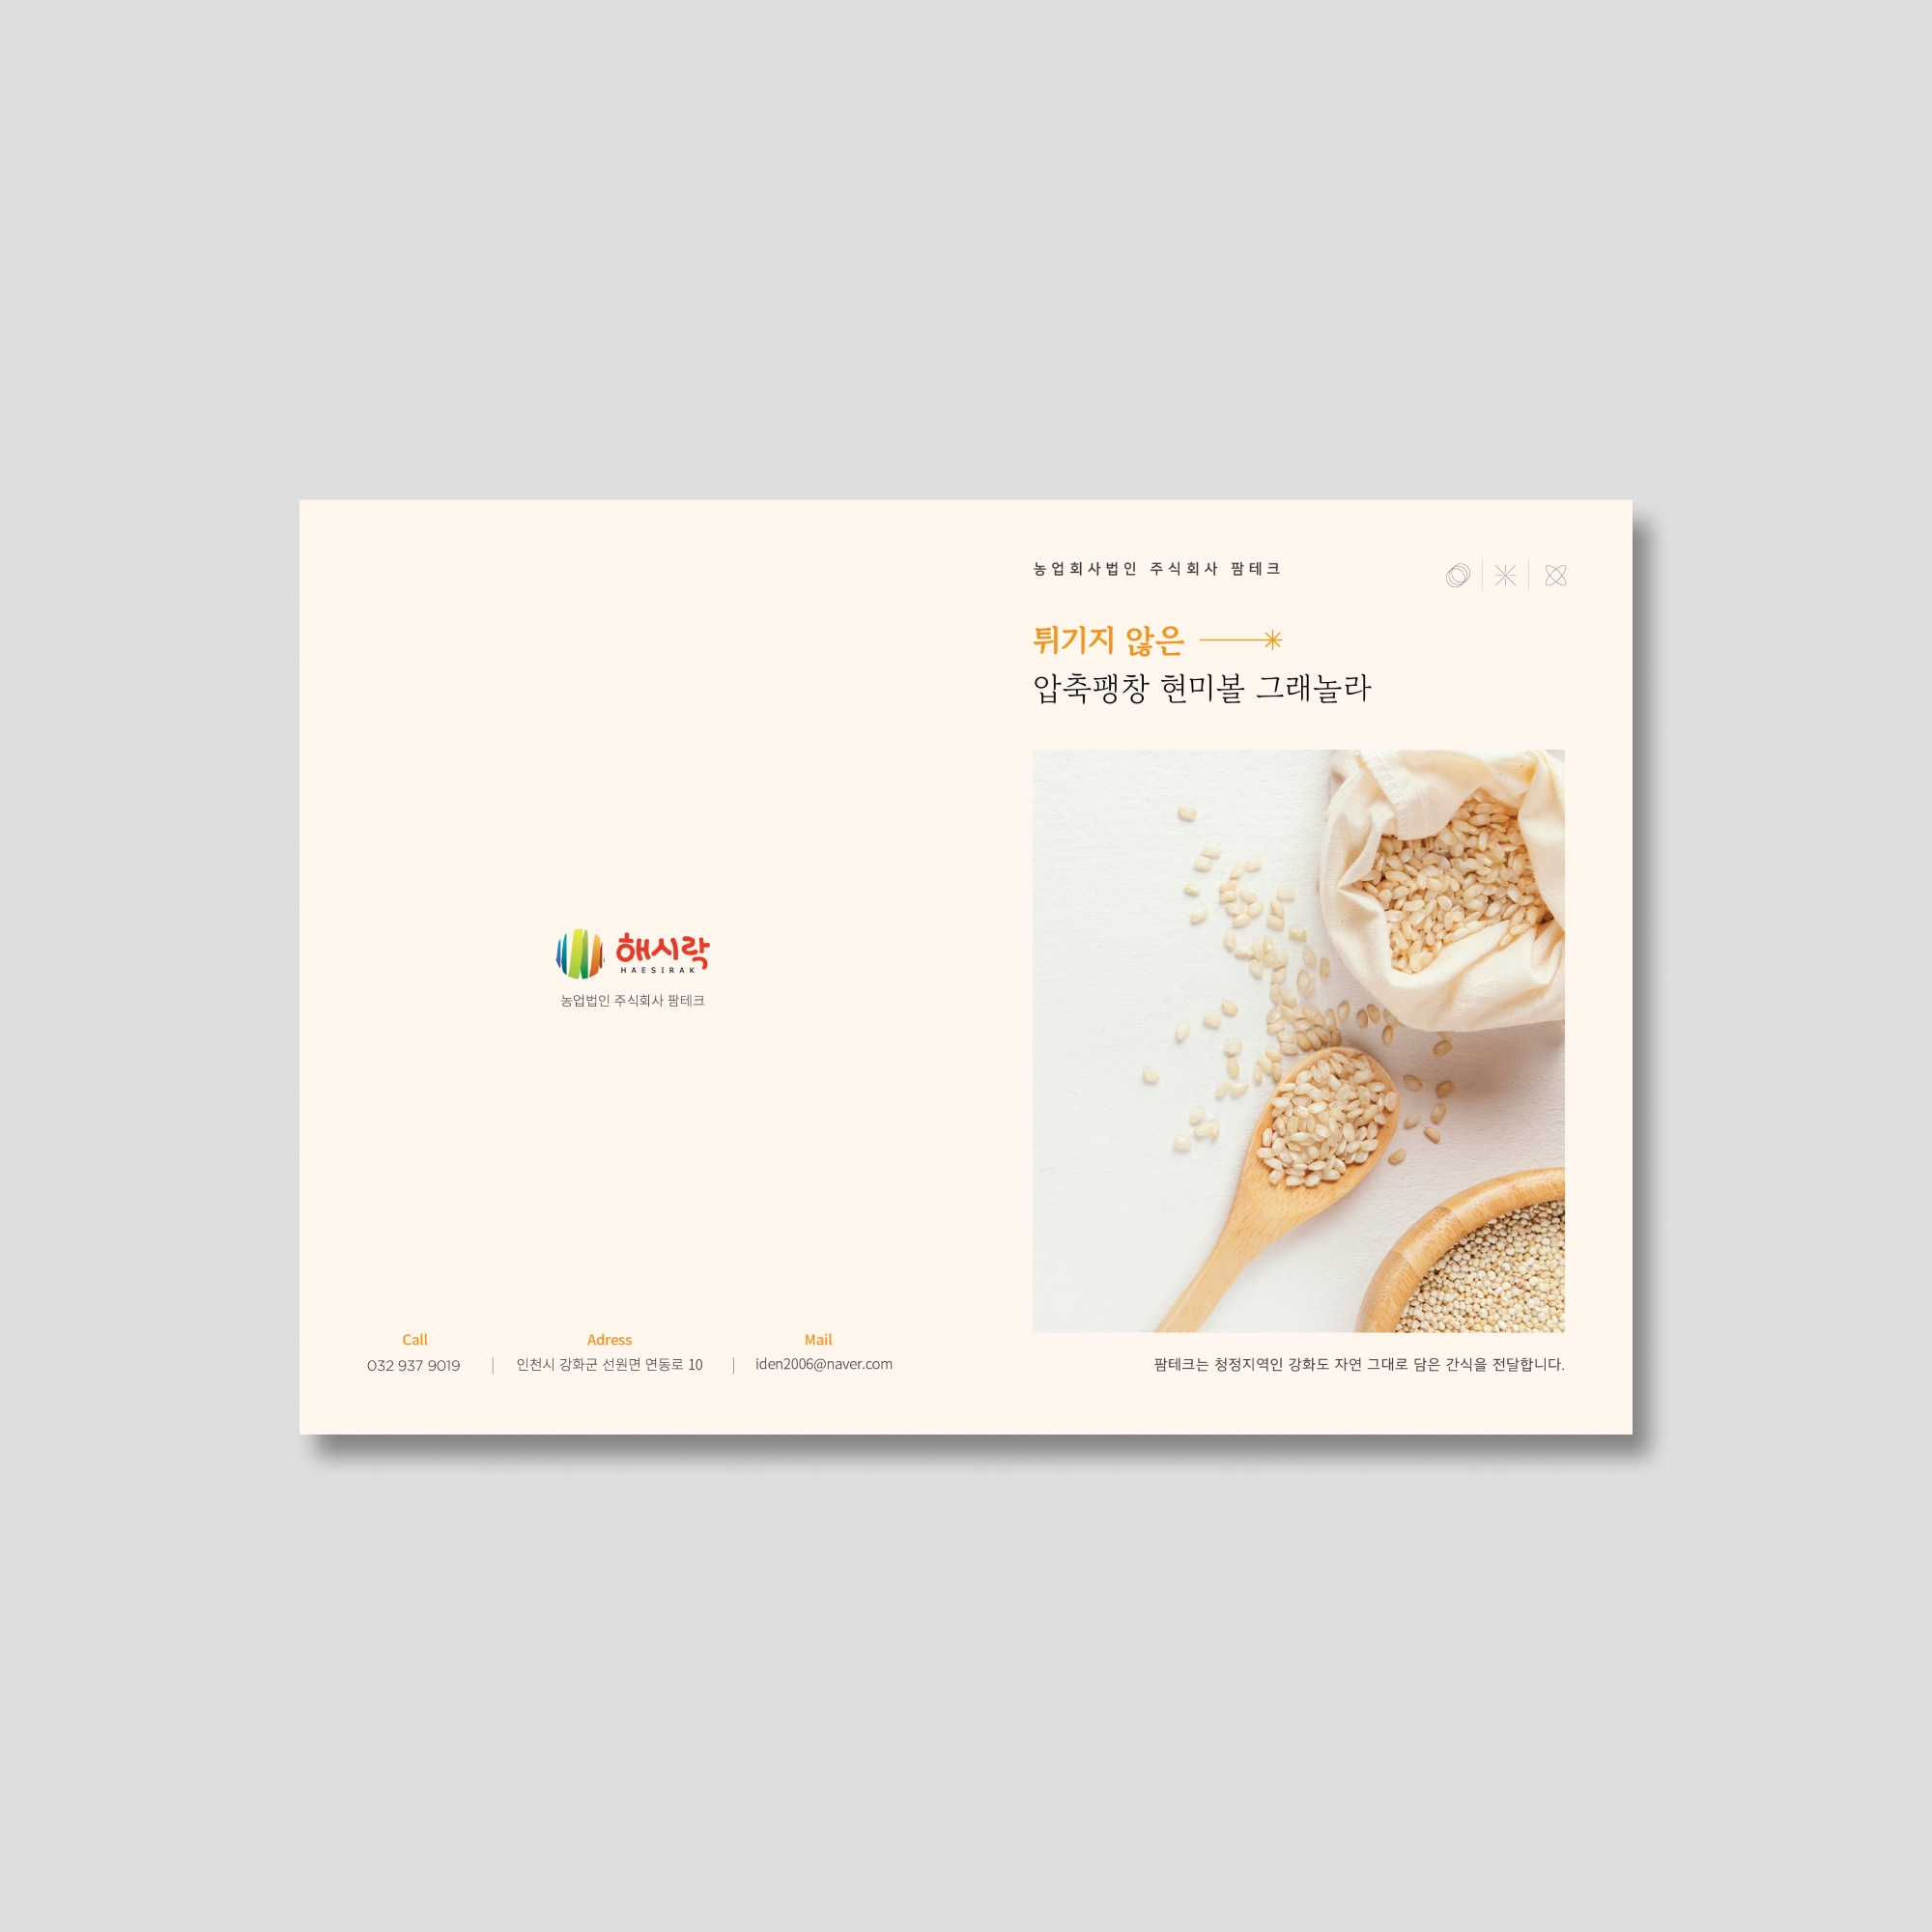 농업회사법인 주식회사 팜테크
튀기지 않은
압축팽창 현미볼 그래놀라
팜테크는 청정지역인 강화도 자연 그대로 담은 간식을 전달합니다.
해시락
HAESIRAK
농업법인 주식회사 팜테크
Call
032 937 9019
Adress
인천시 강화군 선원면 연동로 10
Mail
iden2006@naver.com